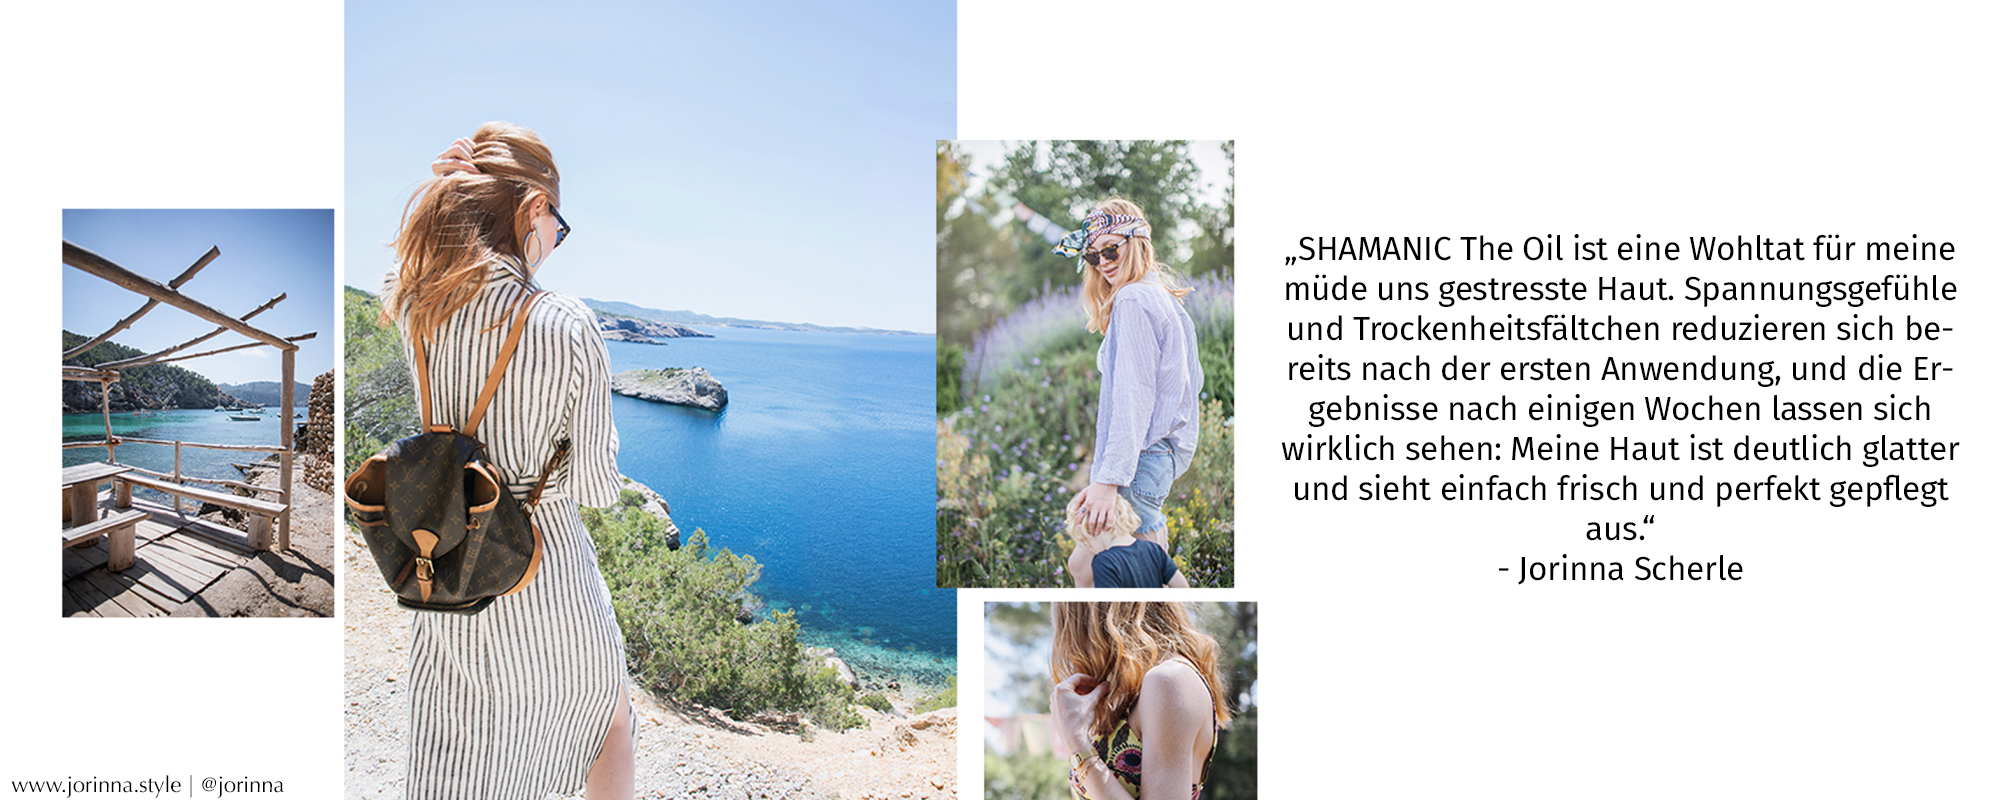 „SHAMANIC The Oil ist eine Wohltat für meine
müde uns gestresste Haut. Spannungsgefühle
und Trockenheitsfältchen reduzieren sich be-
reits nach der ersten Anwendung, und die Er-
gebnisse nach einigen Wochen lassen sich
wirklich sehen: Meine Haut ist deutlich glatter
und sieht einfach frisch und perfekt gepflegt
aus.“
- Jorinna Scherle
www.jorinna.style | @jorinna